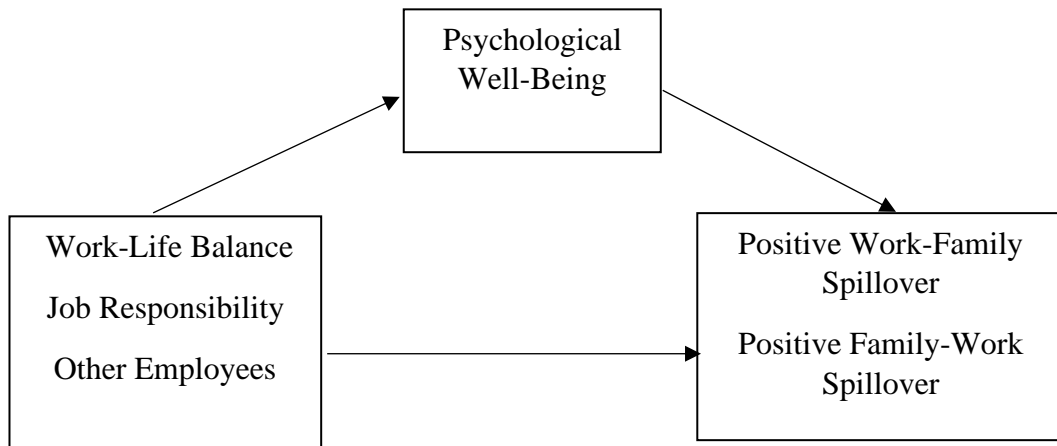 Psychological
Well-Being
Work-Life Balance
Job Responsibility
Other Employees
Positive Work-Family
Spillover
Positive Family-Work
Spillover